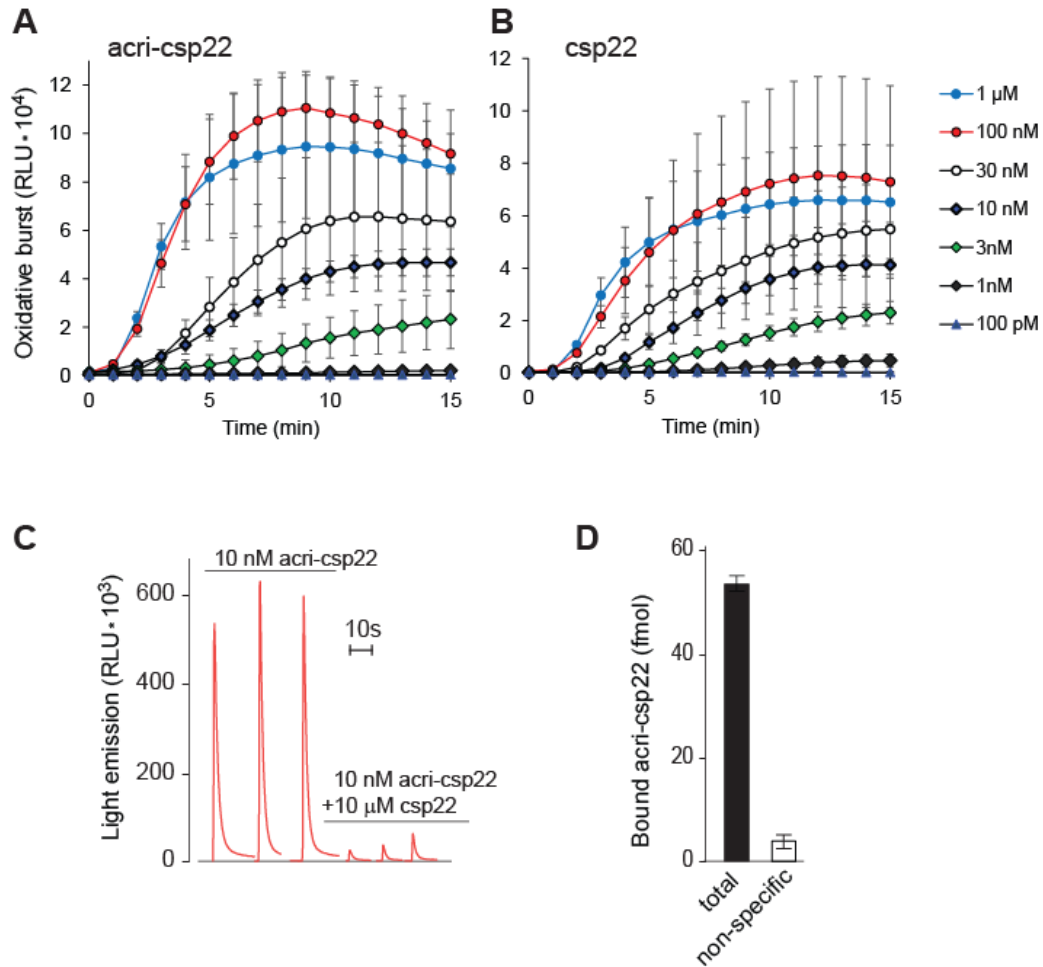 A
acri-csp22
Oxidative burst (RLU • 10⁴)
12
10
8
6
4
2
0
0
5
10
15
Time (min)
B
csp22
12
10
8
6
4
2
0
0
5
10
15
Time (min)
1 µM
100 nM
30 nM
10 nM
3nM
1nM
100 pM
C
Light emission (RLU*10³)
600
400
200
0
10 nM acri-csp22
10s
10 nM acri-csp22
+10 µM csp22
D
Bound acri-csp22 (fmol)
60
40
20
0
total
non-specific